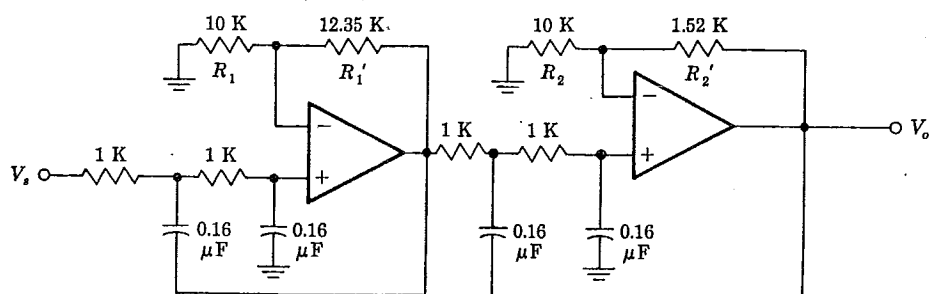 10 K
12.35 K
R₁
R₁'
10 K
1.52 K
R₂
R₂'
−
+
−
+
Vₛ
1 K
1 K
1 K
1 K
Vₒ
0.16
μF
0.16
μF
0.16
μF
0.16
μF